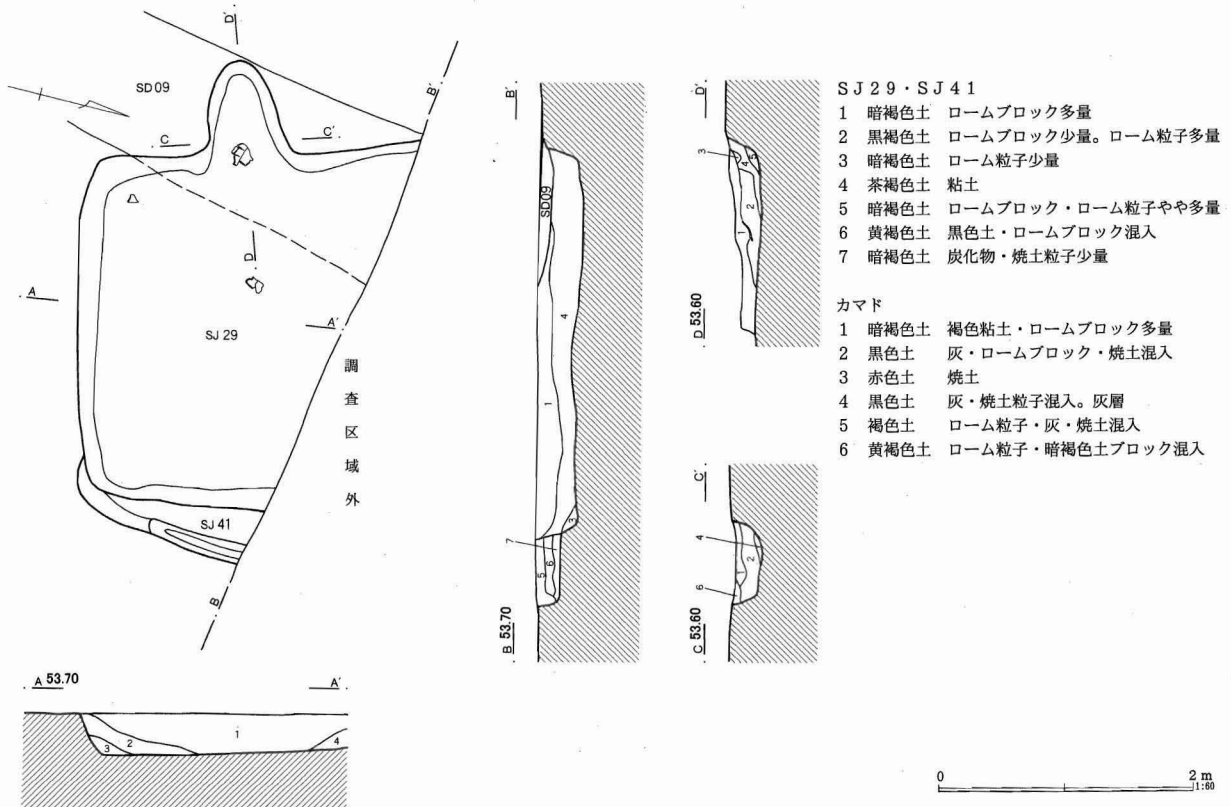 D'
SD09
C
C'
B'
D
A
A'
SJ 29
調査区域外
SJ 41
B
A 53.70
A'
1
2
3
4
B'
SD09
4
1
3
7
5
6
B 53.70
D'
3
4
5
2
1
D 53.60
C'
4
2
1
6
C 53.60
SJ29・SJ41
1 暗褐色土 ロームブロック多量
2 黒褐色土 ロームブロック少量。ローム粒子多量
3 暗褐色土 ローム粒子少量
4 茶褐色土 粘土
5 暗褐色土 ロームブロック・ローム粒子やや多量
6 黄褐色土 黒色土・ロームブロック混入
7 暗褐色土 炭化物・焼土粒子少量
カマド
1 暗褐色土 褐色粘土・ロームブロック多量
2 黒色土 灰・ロームブロック・焼土混入
3 赤色土 焼土
4 黒色土 灰・焼土粒子混入。灰層
5 褐色土 ローム粒子・灰・焼土混入
6 黄褐色土 ローム粒子・暗褐色土ブロック混入
0 2 m
1:60